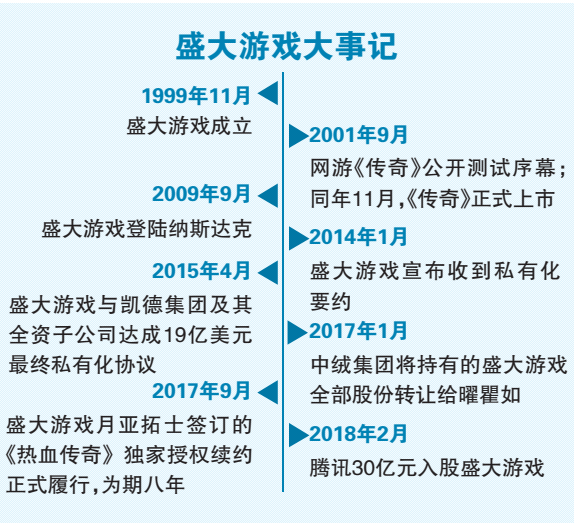 盛大游戏大事记
1999年11月
盛大游戏成立
2001年9月
网游《传奇》公开测试序幕；
同年11月，《传奇》正式上市
2009年9月
盛大游戏登陆纳斯达克
2014年1月
盛大游戏宣布收到私有化
要约
2015年4月
盛大游戏与凯德集团及其
全资子公司达成19亿美元
最终私有化协议
2017年1月
中绒集团将持有的盛大游戏
全部股份转让给曜瞿如
2017年9月
盛大游戏月亚拓士签订的
《热血传奇》独家授权续约
正式履行，为期八年
2018年2月
腾讯30亿元入股盛大游戏